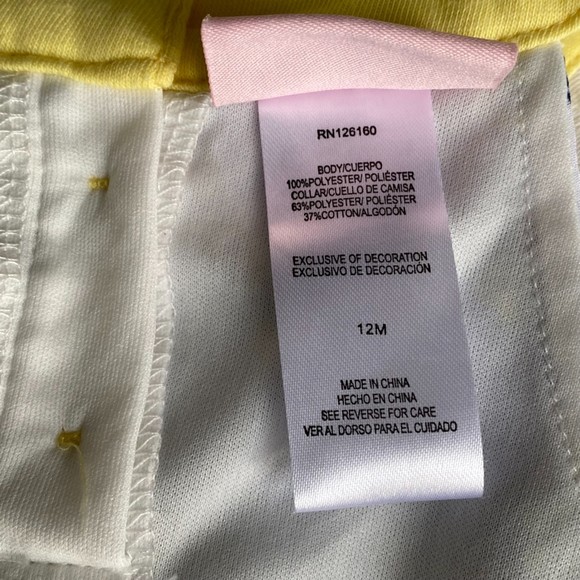 RN126160
BODY/CUERPO
100%POLYESTER/ POLIÉSTER
COLLAR/CUELLO DE CAMISA
63%POLYESTER/ POLIÉSTER
37%COTTON/ALGODÓN
EXCLUSIVE OF DECORATION
EXCLUSIVO DE DECORACIÓN
12M
MADE IN CHINA
HECHO EN CHINA
SEE REVERSE FOR CARE
VER AL DORSO PARA EL CUIDADO